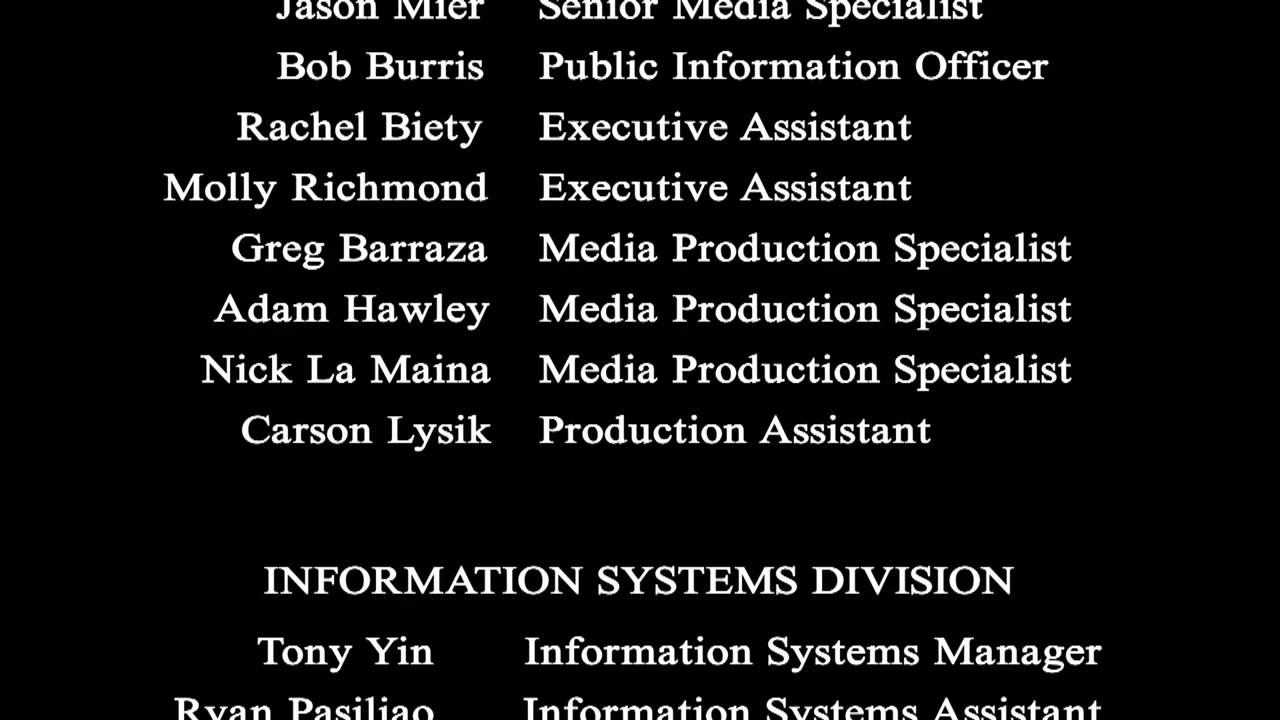 Jason Mier Senior Media Specialist
Bob Burris Public Information Officer
Rachel Biety Executive Assistant
Molly Richmond Executive Assistant
Greg Barraza Media Production Specialist
Adam Hawley Media Production Specialist
Nick La Maina Media Production Specialist
Carson Lysik Production Assistant
INFORMATION SYSTEMS DIVISION
Tony Yin Information Systems Manager
Ryan Pasiliao Information Systems Assistant